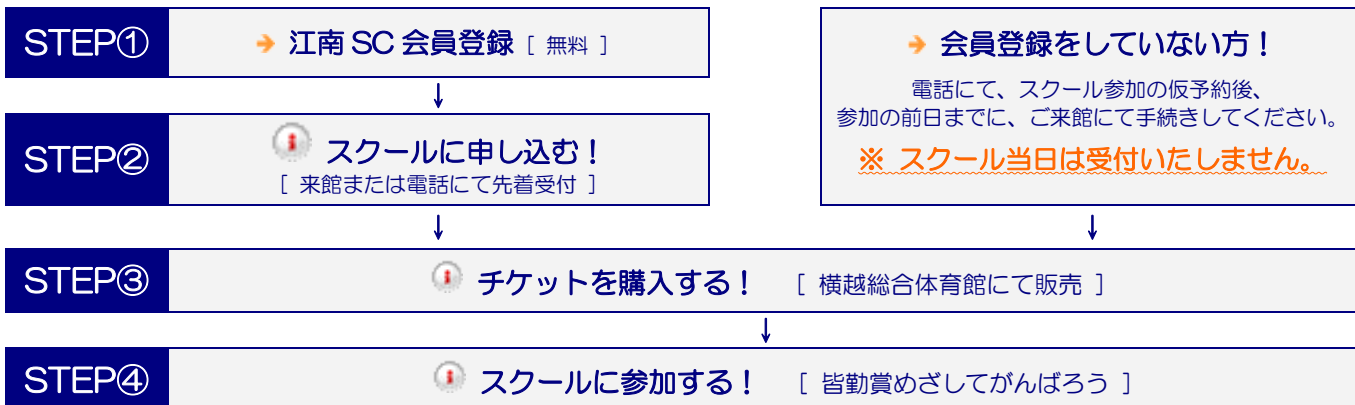 STEP① 江南 SC 会員登録 [ 無料 ]
STEP② スクールに申し込む！
[ 来館または電話にて先着受付 ]
会員登録をしていない方！
電話にて、スクール参加の仮予約後、
参加の前日までに、ご来館にて手続きしてください。
※ スクール当日は受付いたしません。
STEP③ チケットを購入する！ [ 横越総合体育館にて販売 ]
STEP④ スクールに参加する！ [ 皆勤賞めざしてがんばろう ]